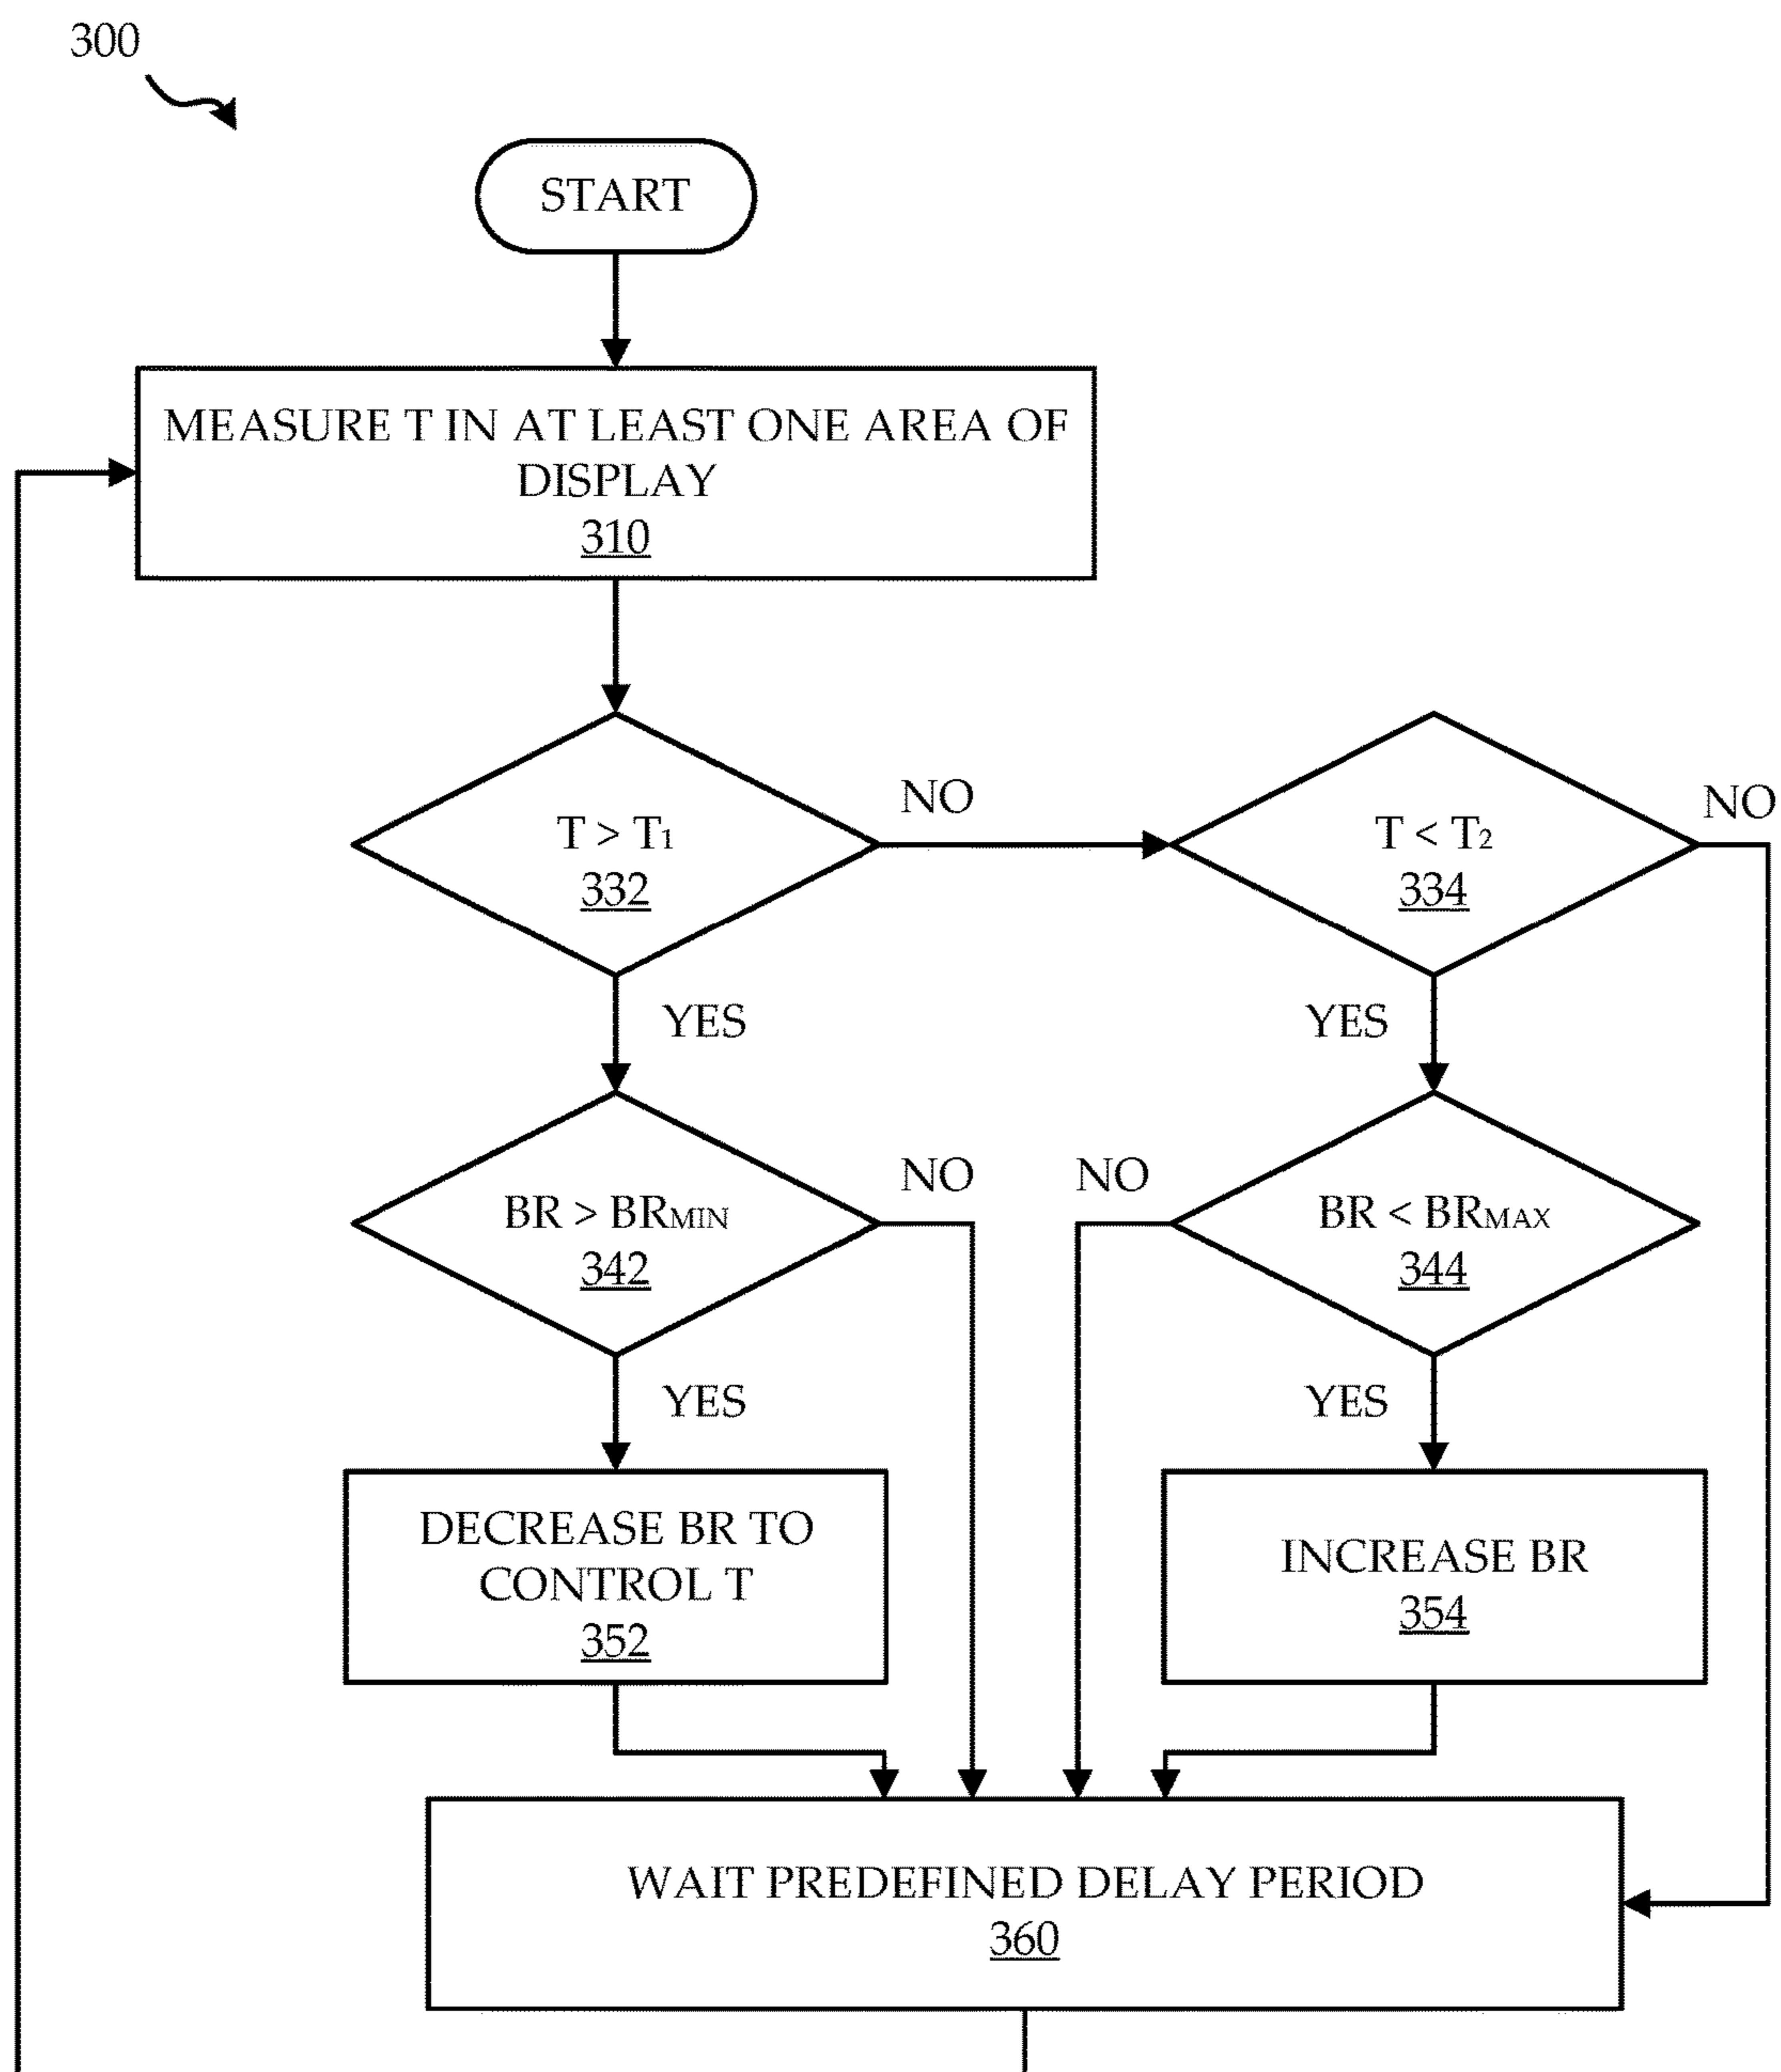 300
START
MEASURE T IN AT LEAST ONE AREA OF
DISPLAY
310
T > T1
332
NO
T < T2
334
NO
YES
YES
BR > BRMIN
342
NO
NO
BR < BRMAX
344
YES
YES
DECREASE BR TO
CONTROL T
352
INCREASE BR
354
WAIT PREDEFINED DELAY PERIOD
360